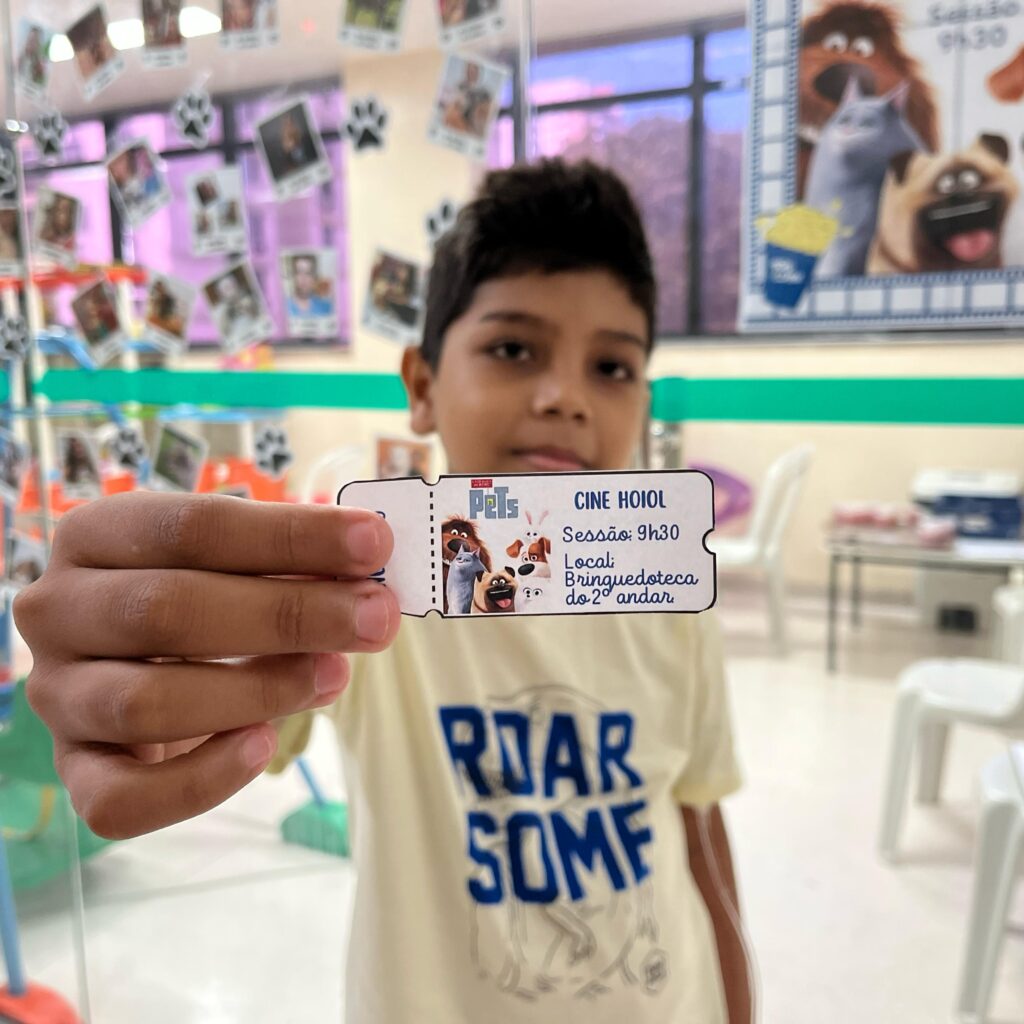 Sessão
9h30
PETS
CINE HOIOL
Sessão: 9h30
Local:
Brinquedoteca
do 2º andar
ROAR
SOME